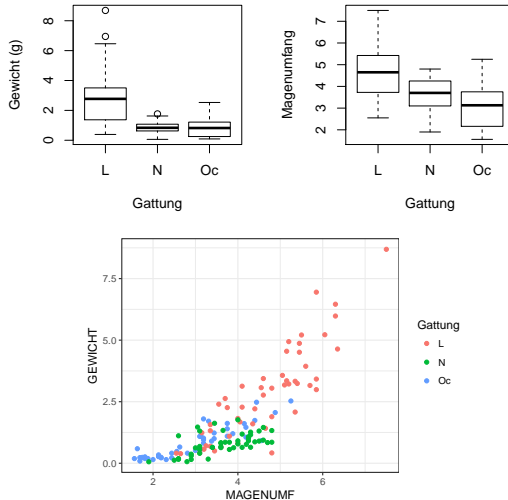 Gewicht (g)
0 2 4 6 8
L N Oc
Gattung
Magenumfang
2 3 4 5 6 7
L N Oc
Gattung
GEWICHT
7.5
5.0
2.5
0.0
2 4 6
MAGENUMF
Gattung
L
N
Oc